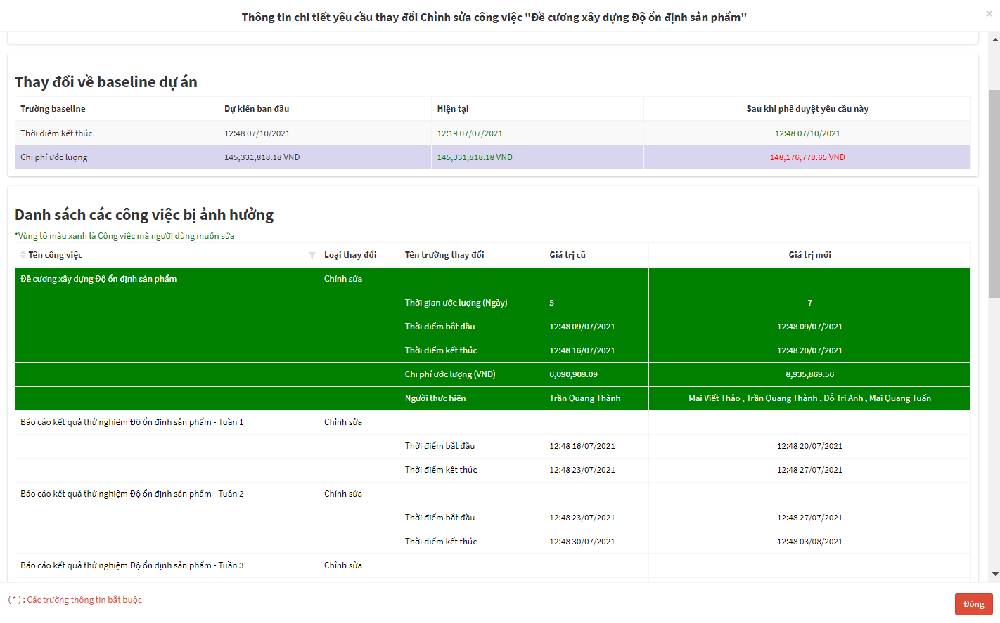 Thông tin chi tiết yêu cầu thay đổi Chỉnh sửa công việc "Đề cương xây dựng Độ ổn định sản phẩm"
×
Thay đổi về baseline dự án
Trường baseline Dự kiến ban đầu Hiện tại Sau khi phê duyệt yêu cầu này
Thời điểm kết thúc 12:48 07/10/2021 12:19 07/07/2021 12:48 07/10/2021
Chi phí ước lượng 145,331,818.18 VND 145,331,818.18 VND 148,176,778.65 VND
Danh sách các công việc bị ảnh hưởng
*Vùng tô màu xanh là Công việc mà người dùng muốn sửa
Tên công việc Loại thay đổi Tên trường thay đổi Giá trị cũ Giá trị mới
Đề cương xây dựng Độ ổn định sản phẩm Chỉnh sửa
Thời gian ước lượng (Ngày) 5 7
Thời điểm bắt đầu 12:48 09/07/2021 12:48 09/07/2021
Thời điểm kết thúc 12:48 16/07/2021 12:48 20/07/2021
Chi phí ước lượng (VND) 6,090,909.09 8,935,869.56
Người thực hiện Trần Quang Thành Mai Viết Thảo , Trần Quang Thành , Đỗ Tri Anh , Mai Quang Tuấn
Báo cáo kết quả thử nghiệm Độ ổn định sản phẩm - Tuần 1 Chỉnh sửa
Thời điểm bắt đầu 12:48 16/07/2021 12:48 20/07/2021
Thời điểm kết thúc 12:48 23/07/2021 12:48 27/07/2021
Báo cáo kết quả thử nghiệm Độ ổn định sản phẩm - Tuần 2 Chỉnh sửa
Thời điểm bắt đầu 12:48 23/07/2021 12:48 27/07/2021
Thời điểm kết thúc 12:48 30/07/2021 12:48 03/08/2021
Báo cáo kết quả thử nghiệm Độ ổn định sản phẩm - Tuần 3 Chỉnh sửa
( * ) : Các trường thông tin bắt buộc
Đóng